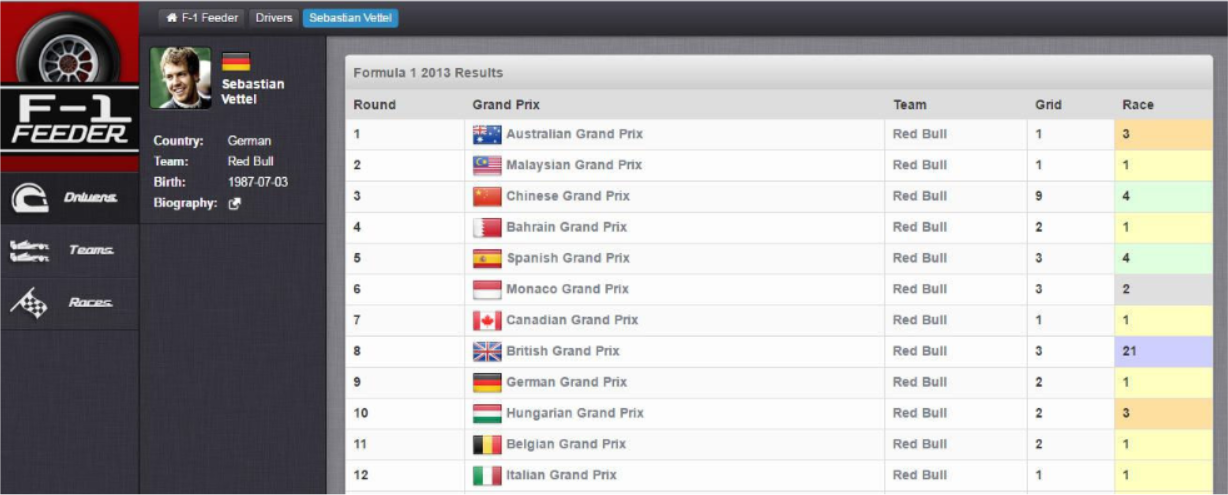 F-1 Feeder Drivers Sebastian Vettel
F-1
FEEDER
Drivers
Teams
Races
Sebastian
Vettel
Country: German
Team: Red Bull
Birth: 1987-07-03
Biography:
Formula 1 2013 Results
Round Grand Prix Team Grid Race
1 Australian Grand Prix Red Bull 1 3
2 Malaysian Grand Prix Red Bull 1 1
3 Chinese Grand Prix Red Bull 9 4
4 Bahrain Grand Prix Red Bull 2 1
5 Spanish Grand Prix Red Bull 3 4
6 Monaco Grand Prix Red Bull 3 2
7 Canadian Grand Prix Red Bull 1 1
8 British Grand Prix Red Bull 3 21
9 German Grand Prix Red Bull 2 1
10 Hungarian Grand Prix Red Bull 2 3
11 Belgian Grand Prix Red Bull 2 1
12 Italian Grand Prix Red Bull 1 1